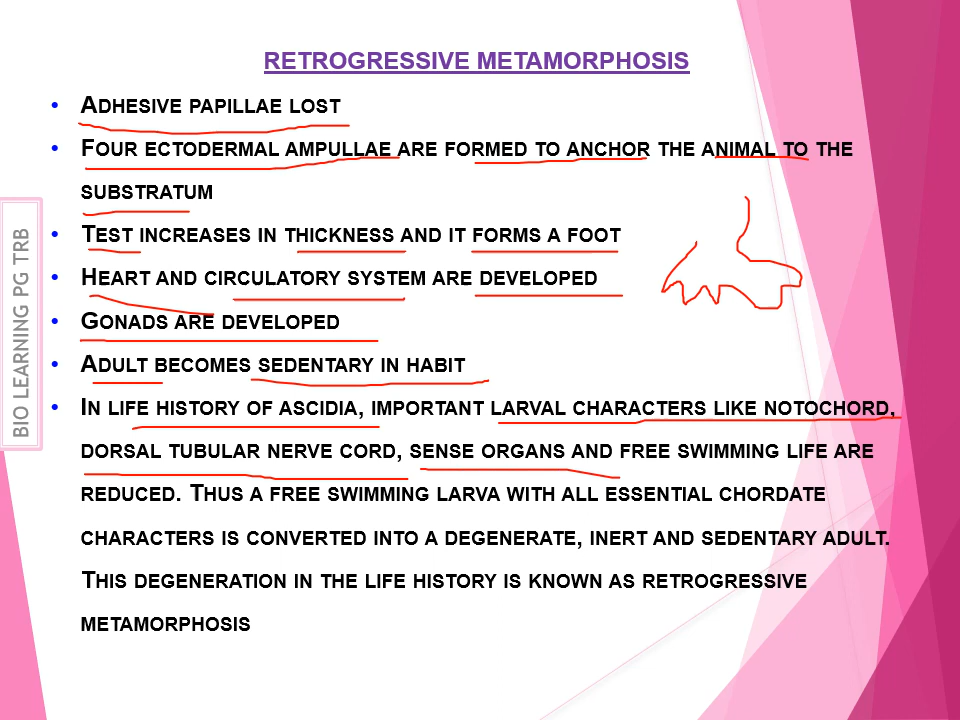 RETROGRESSIVE METAMORPHOSIS
• ADHESIVE PAPILLAE LOST
• FOUR ECTODERMAL AMPULLAE ARE FORMED TO ANCHOR THE ANIMAL TO THE
SUBSTRATUM
• TEST INCREASES IN THICKNESS AND IT FORMS A FOOT
• HEART AND CIRCULATORY SYSTEM ARE DEVELOPED
• GONADS ARE DEVELOPED
• ADULT BECOMES SEDENTARY IN HABIT
• IN LIFE HISTORY OF ASCIDIA, IMPORTANT LARVAL CHARACTERS LIKE NOTOCHORD,
DORSAL TUBULAR NERVE CORD, SENSE ORGANS AND FREE SWIMMING LIFE ARE
REDUCED. THUS A FREE SWIMMING LARVA WITH ALL ESSENTIAL CHORDATE
CHARACTERS IS CONVERTED INTO A DEGENERATE, INERT AND SEDENTARY ADULT.
THIS DEGENERATION IN THE LIFE HISTORY IS KNOWN AS RETROGRESSIVE
METAMORPHOSIS
BIO LEARNING PG TRB